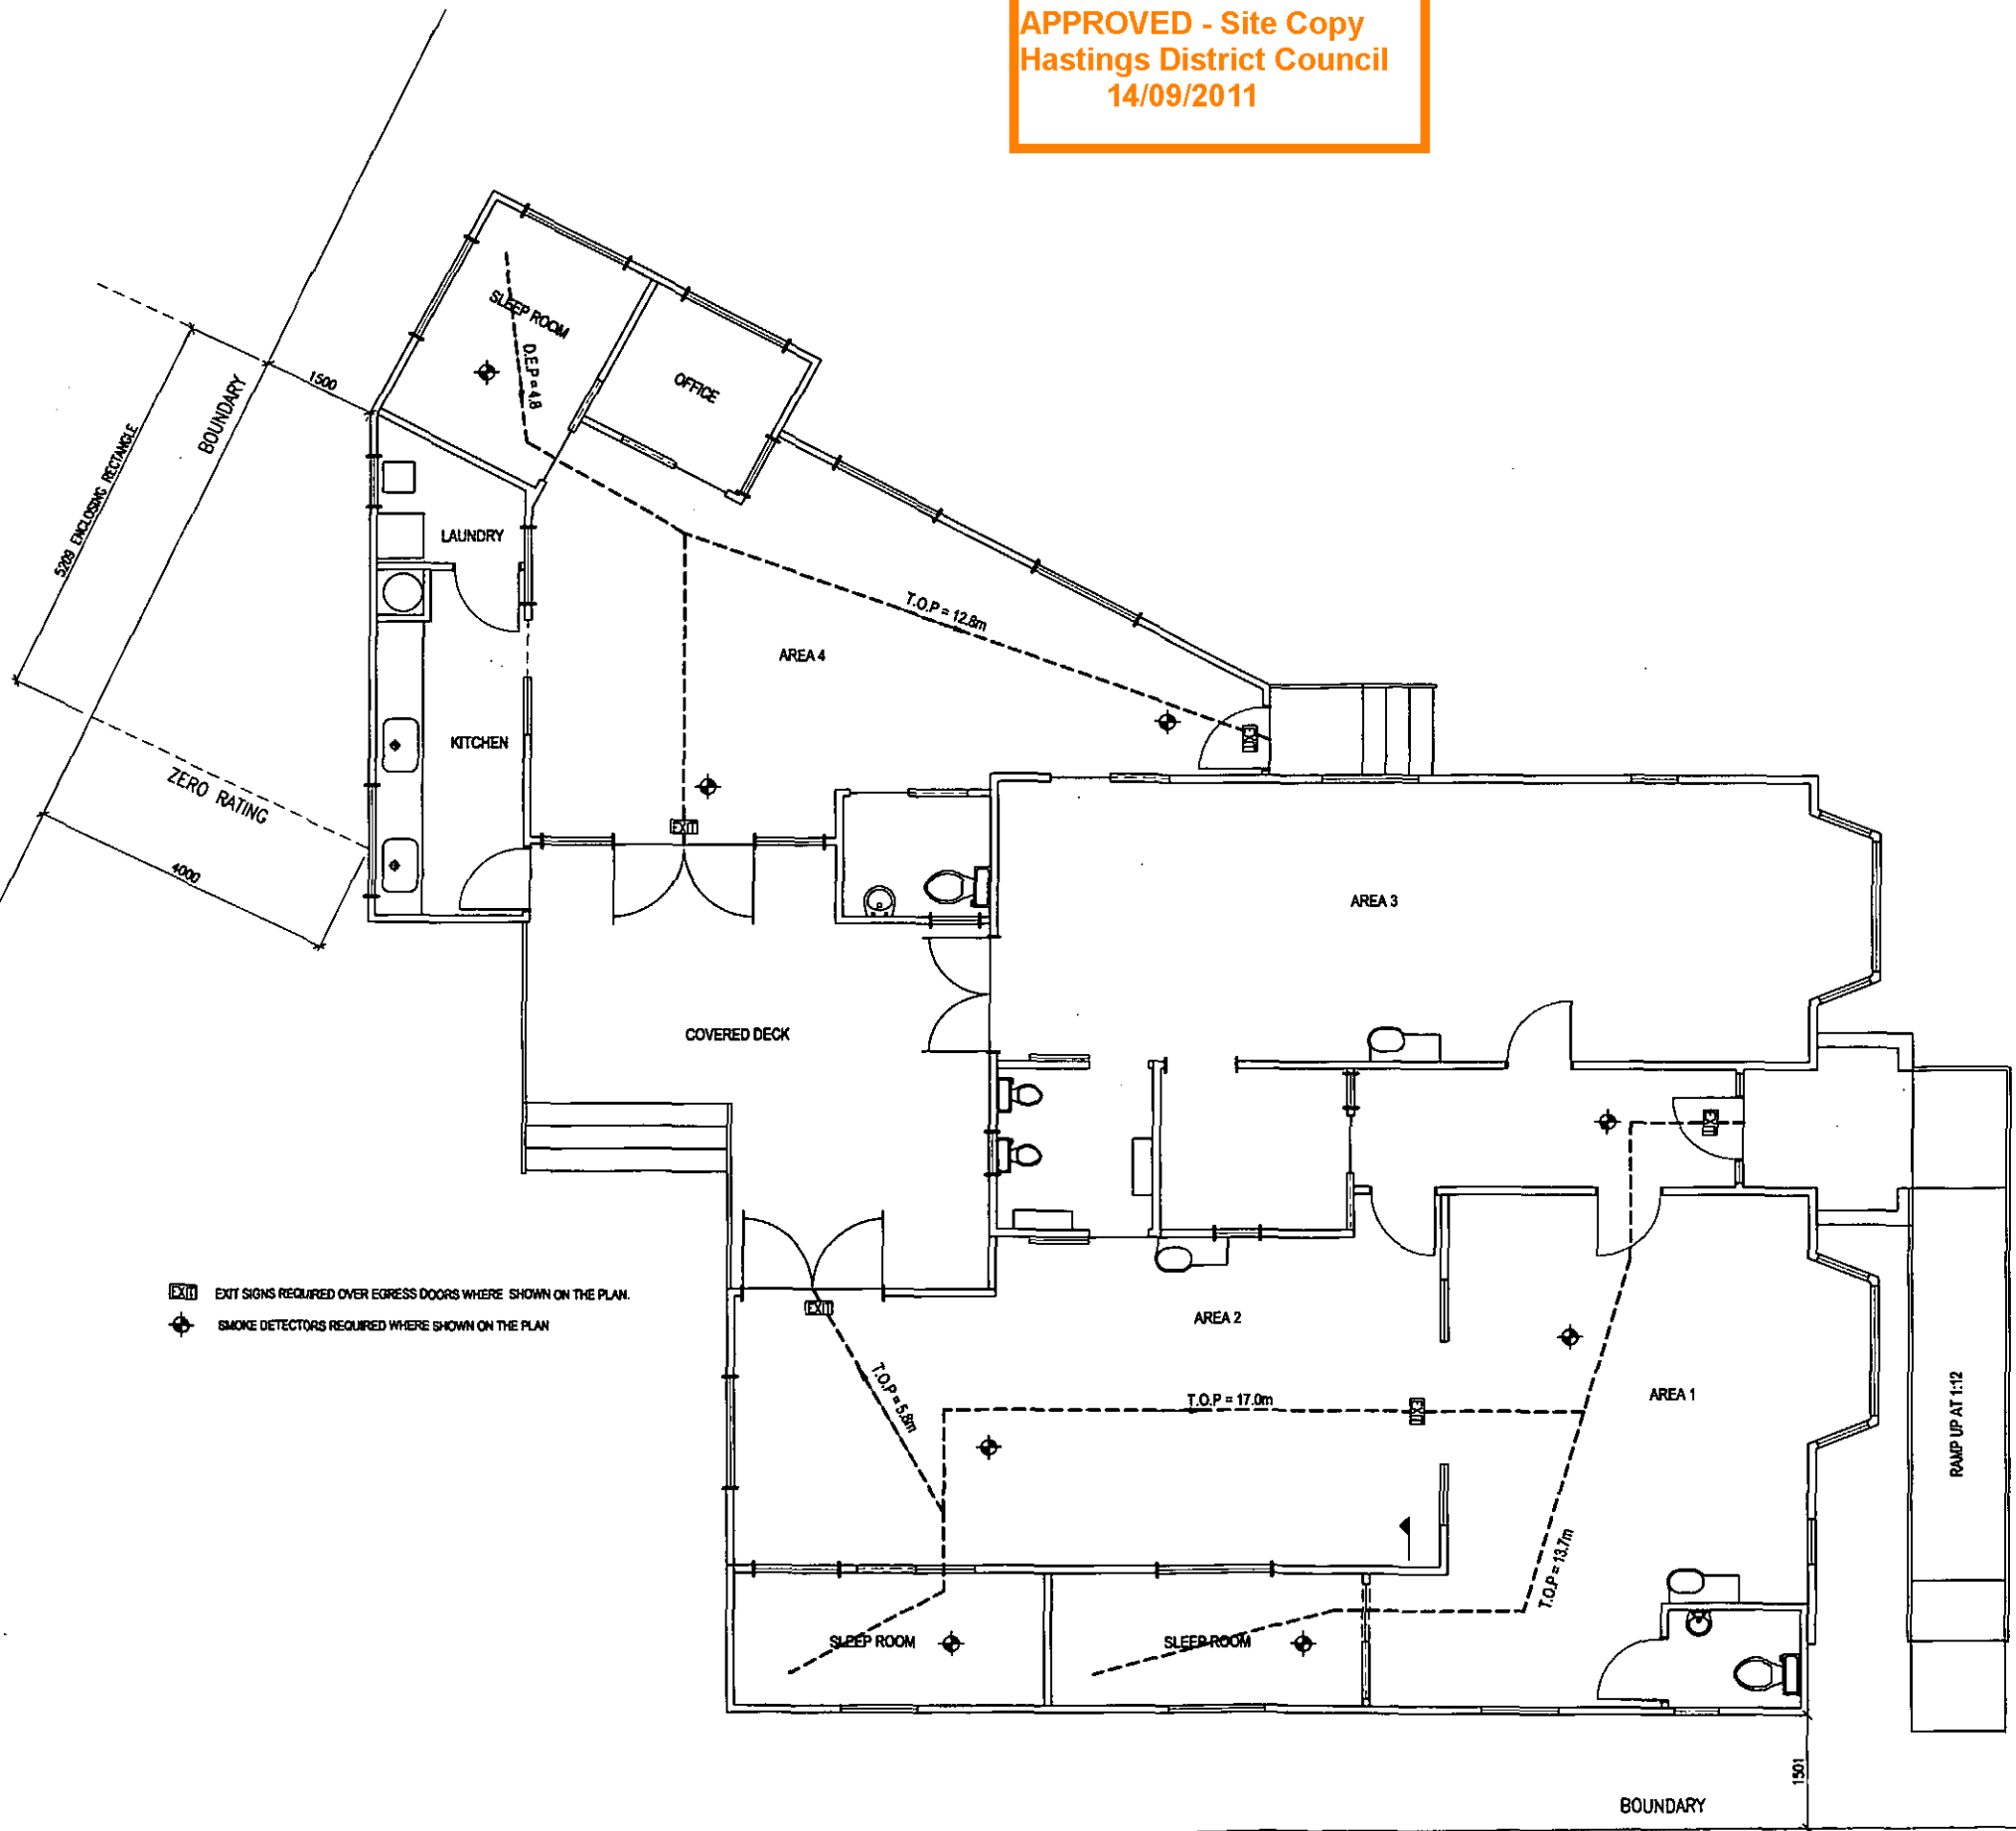 APPROVED - Site Copy
Hastings District Council
14/09/2011
SLEEP ROOM
D.E.P = 4.8
OFFICE
1500
BOUNDARY
5209 ENCLOSING RECTANGLE
LAUNDRY
T.O.P = 12.8m
AREA 4
KITCHEN
ZERO RATING
4000
EXIT
AREA 3
COVERED DECK
EXIT EXIT SIGNS REQUIRED OVER EGRESS DOORS WHERE SHOWN ON THE PLAN.
SMOKE DETECTORS REQUIRED WHERE SHOWN ON THE PLAN
EXIT
AREA 2
T.O.P = 5.8m
T.O.P = 17.0m
AREA 1
RAMP UP AT 1:12
T.O.P = 13.7m
SLEEP ROOM
SLEEP ROOM
1501
BOUNDARY